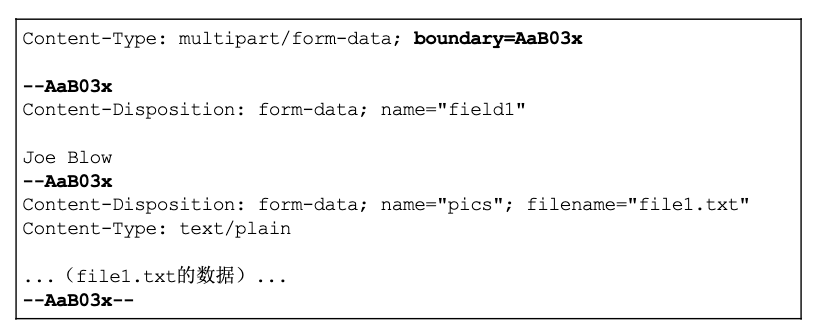 Content-Type: multipart/form-data; boundary=AaB03x
--AaB03x
Content-Disposition: form-data; name="field1"
Joe Blow
--AaB03x
Content-Disposition: form-data; name="pics"; filename="file1.txt"
Content-Type: text/plain
...（file1.txt的数据）...
--AaB03x--